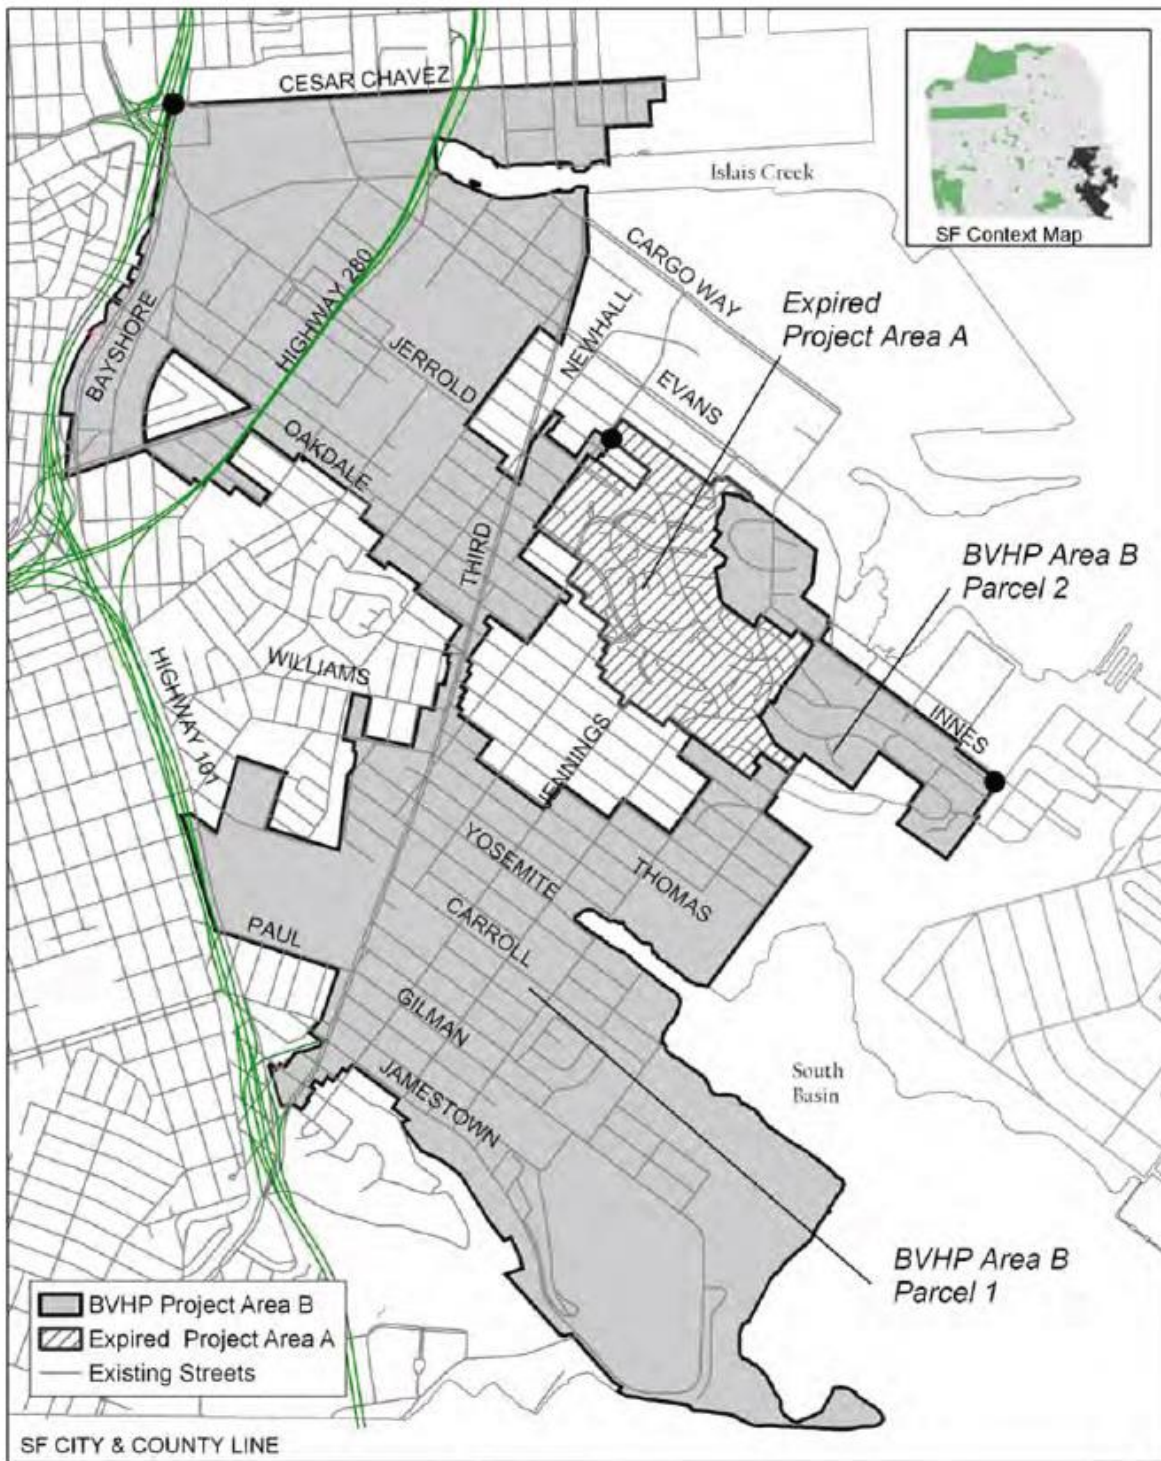 CESAR CHAVEZ
Islais Creek
SF Context Map
CARGO WAY
Expired
Project Area A
HIGHWAY 280
NEWHALL
BAYSHORE
JERROLD
EVANS
OAKDALE
THIRD
BVHP Area B
Parcel 2
WILLIAMS
HIGHWAY 101
INNES
JENNINGS
YOSEMITE
THOMAS
CARROLL
PAUL
GILMAN
JAMESTOWN
South
Basin
BVHP Area B
Parcel 1
BVHP Project Area B
Expired Project Area A
Existing Streets
SF CITY & COUNTY LINE